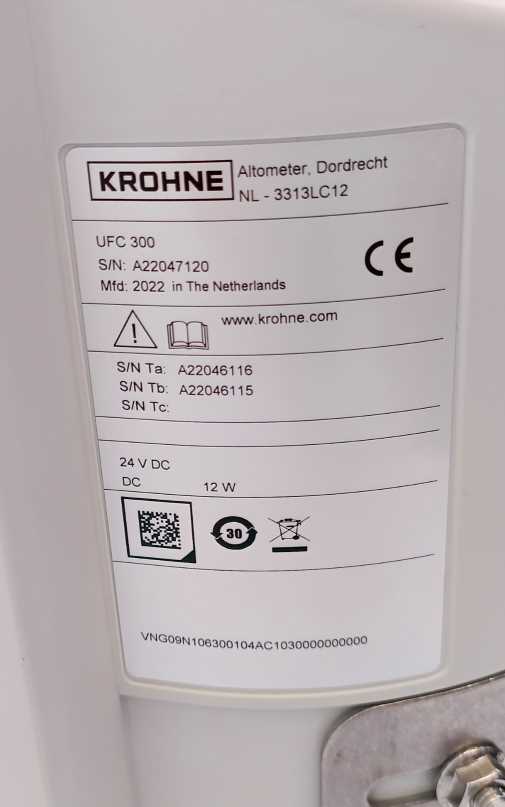 KROHNE
Altometer, Dordrecht
NL - 3313LC12
UFC 300
S/N: A22047120
Mfd: 2022 in The Netherlands
CE
www.krohne.com
S/N Ta: A22046116
S/N Tb: A22046115
S/N Tc:
24 V DC
DC 12 W
30
VNG09N106300104AC1030000000000